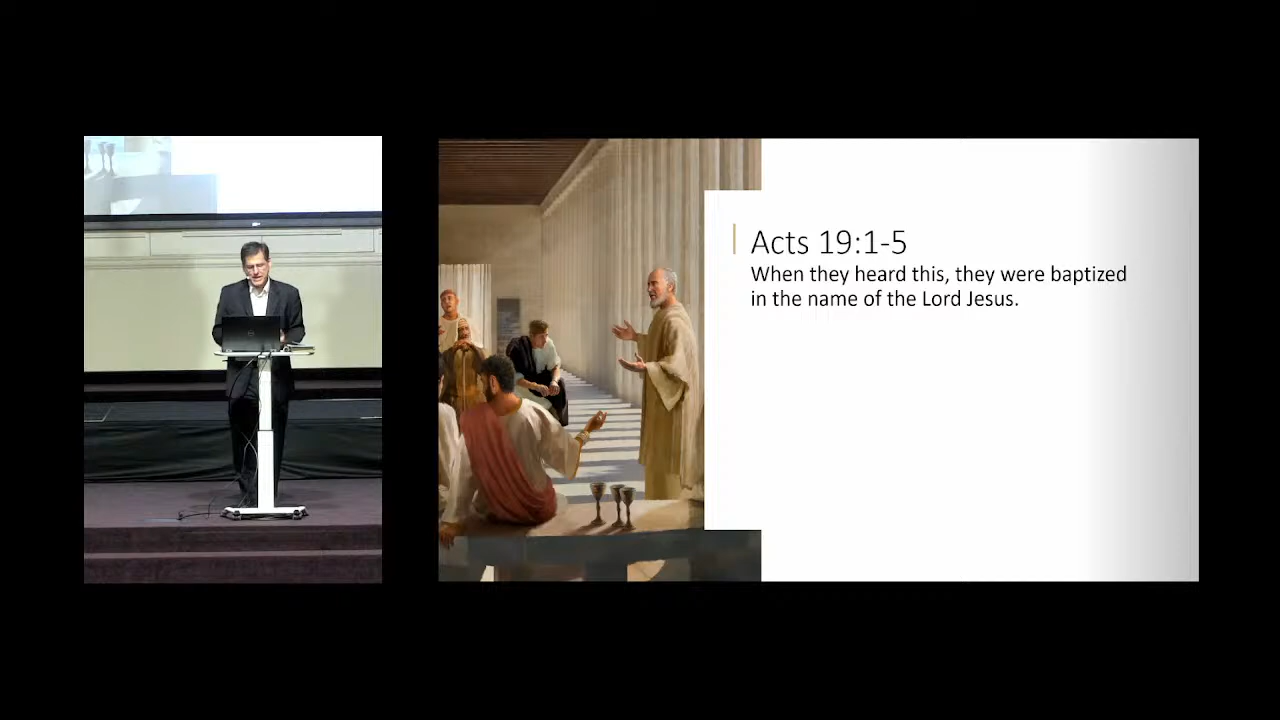 Acts 19:1-5
When they heard this, they were baptized
in the name of the Lord Jesus.